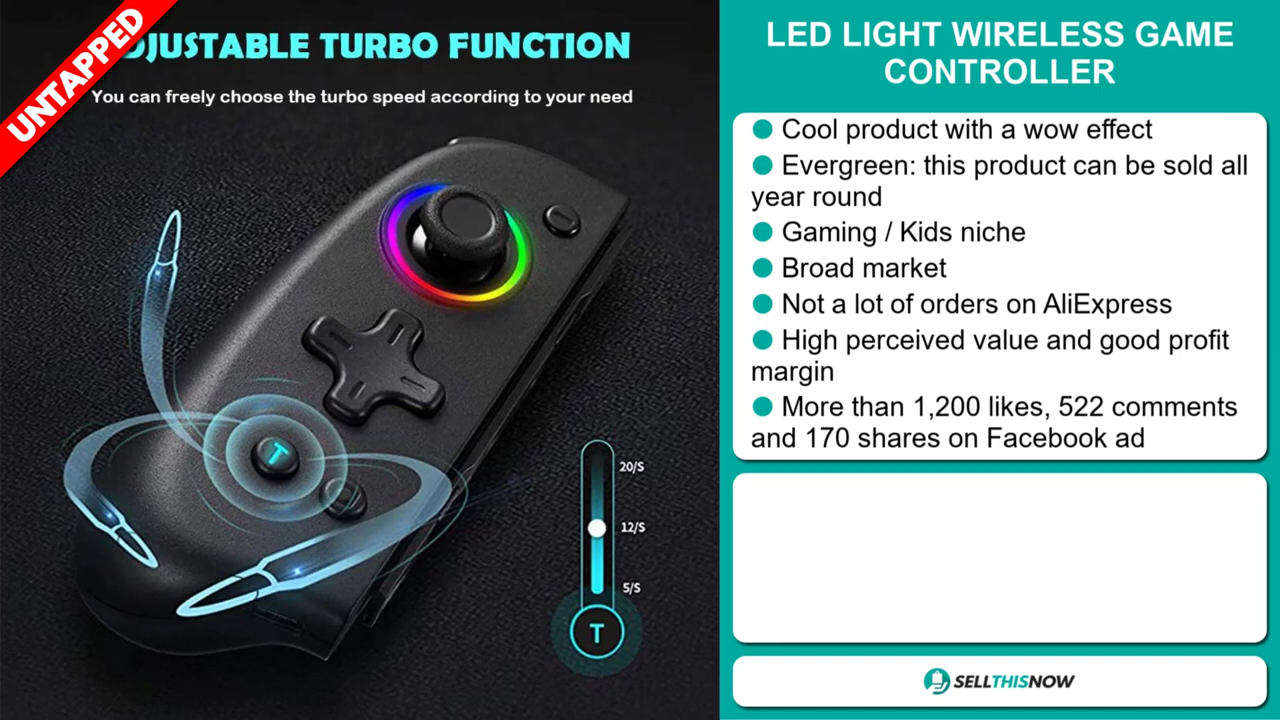 UNTAPPED
DJUSTABLE TURBO FUNCTION
You can freely choose the turbo speed according to your need
T
20/S
12/S
5/S
T
LED LIGHT WIRELESS GAME
CONTROLLER
● Cool product with a wow effect
● Evergreen: this product can be sold all
year round
● Gaming / Kids niche
● Broad market
● Not a lot of orders on AliExpress
● High perceived value and good profit
margin
● More than 1,200 likes, 522 comments
and 170 shares on Facebook ad
SELLTHISNOW